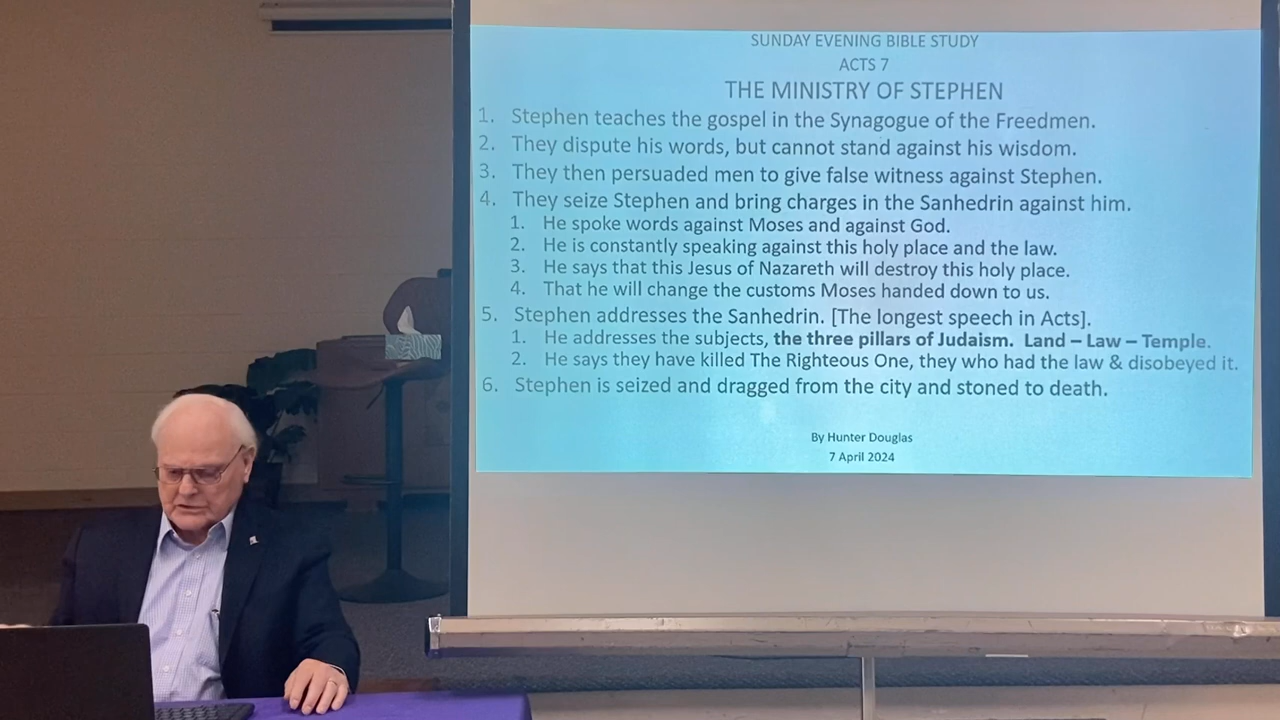 SUNDAY EVENING BIBLE STUDY
ACTS 7
THE MINISTRY OF STEPHEN
1. Stephen teaches the gospel in the Synagogue of the Freedmen.
2. They dispute his words, but cannot stand against his wisdom.
3. They then persuaded men to give false witness against Stephen.
4. They seize Stephen and bring charges in the Sanhedrin against him.
1. He spoke words against Moses and against God.
2. He is constantly speaking against this holy place and the law.
3. He says that this Jesus of Nazareth will destroy this holy place.
4. That he will change the customs Moses handed down to us.
5. Stephen addresses the Sanhedrin. [The longest speech in Acts].
1. He addresses the subjects, the three pillars of Judaism. Land – Law – Temple.
2. He says they have killed The Righteous One, they who had the law & disobeyed it.
6. Stephen is seized and dragged from the city and stoned to death.
By Hunter Douglas
7 April 2024